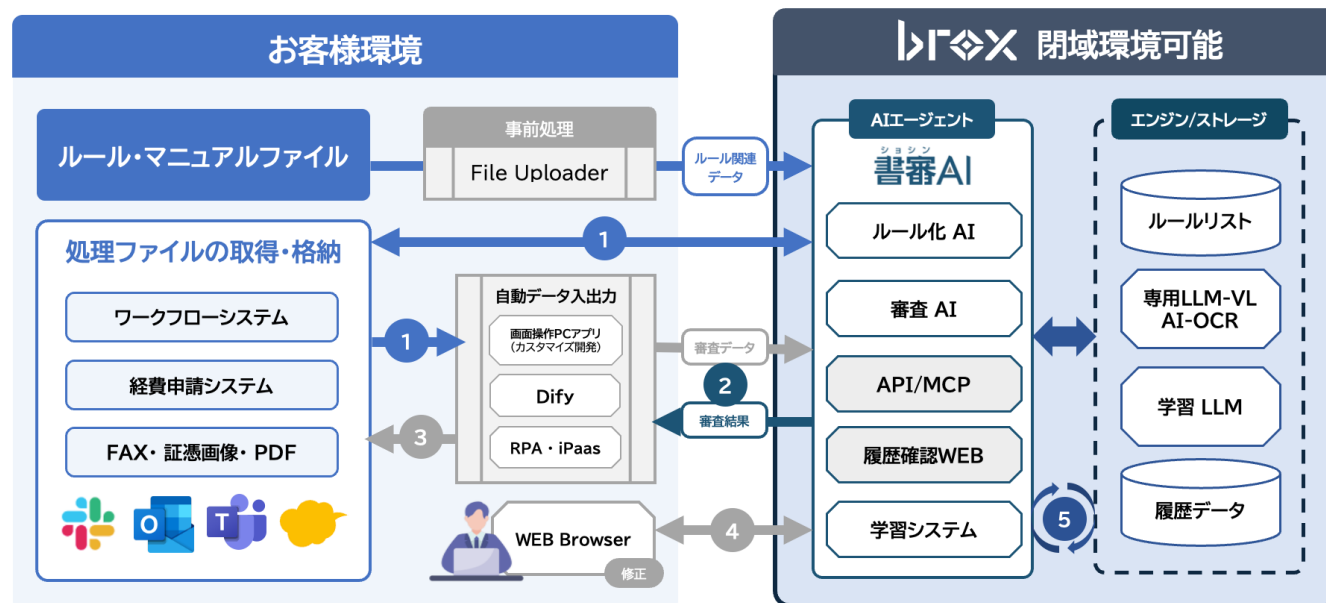 お客様環境
brox 閉域環境可能
ルール・マニュアルファイル
事前処理
File Uploader
ルール関連
データ
AIエージェント
ショシン
書審AI
エンジン/ストレージ
処理ファイルの取得・格納
1
ワークフローシステム
経費申請システム
FAX・証憑画像・PDF
1
3
自動データ入出力
画面操作PCアプリ
(カスタマイズ開発)
Dify
RPA・iPaas
審査データ
2
審査結果
WEB Browser
修正
4
ルール化 AI
審査 AI
API/MCP
履歴確認WEB
学習システム
5
ルールリスト
専用LLM-VL
AI-OCR
学習 LLM
履歴データ
O
T